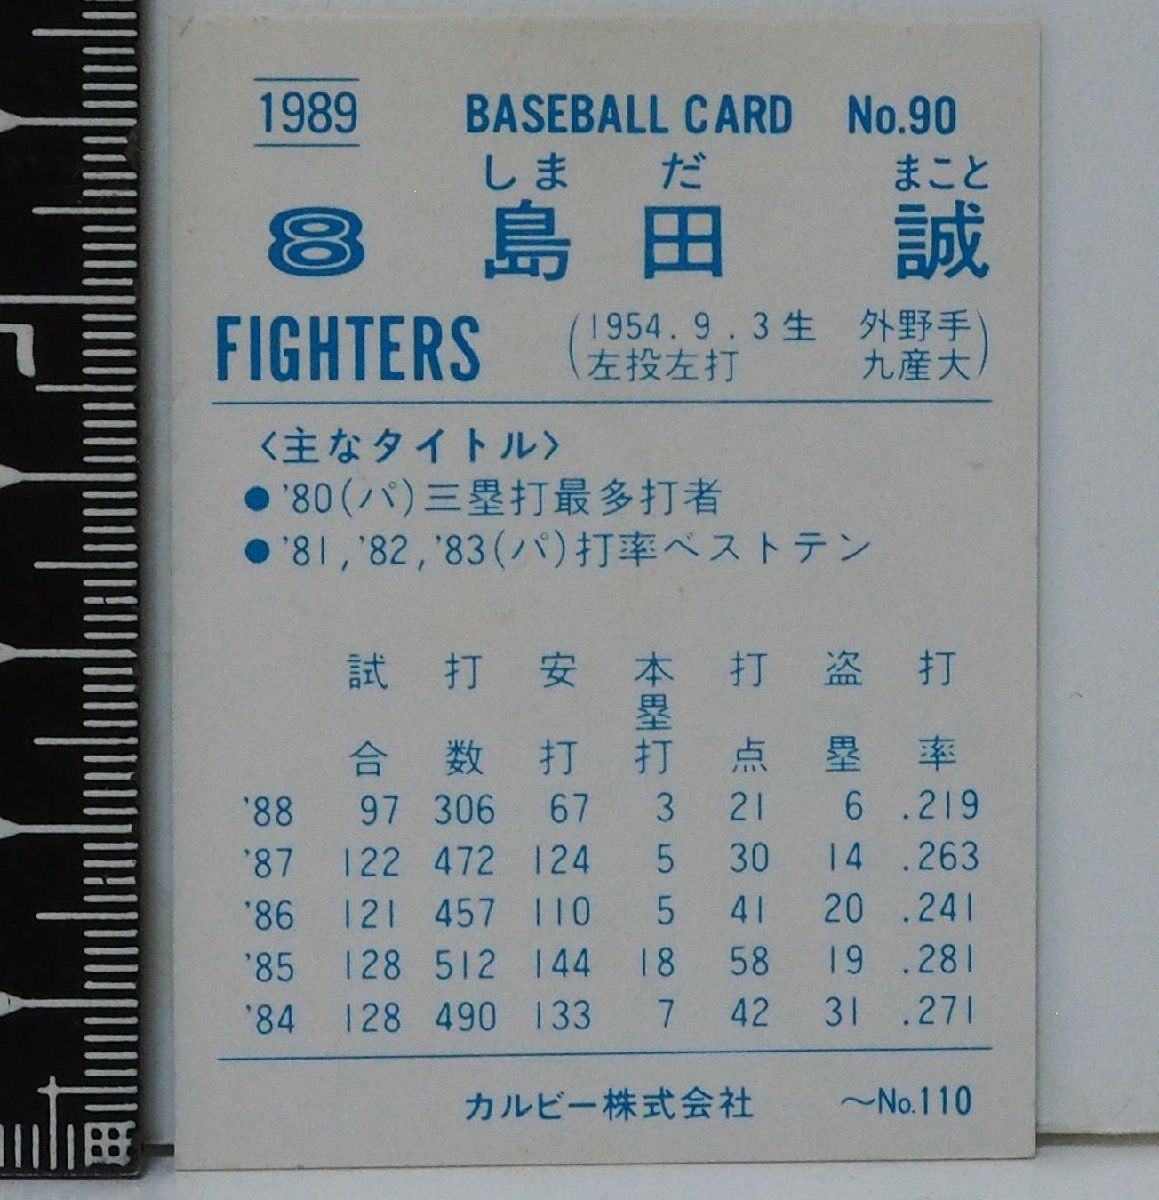 1989 BASEBALL CARD No.90
しま だ まこと
8 島田 誠
FIGHTERS (1954.9.3生 外野手
左投左打 九産大)
〈主なタイトル〉
●'80(パ)三塁打最多打者
●'81,'82,'83(パ)打率ベストテン
試合 打数 安打 本塁打 打点 盗塁 打率
'88 97 306 67 3 21 6 .219
'87 122 472 124 5 30 14 .263
'86 121 457 110 5 41 20 .241
'85 128 512 144 18 58 19 .281
'84 128 490 133 7 42 31 .271
カルビー株式会社 〜No.110